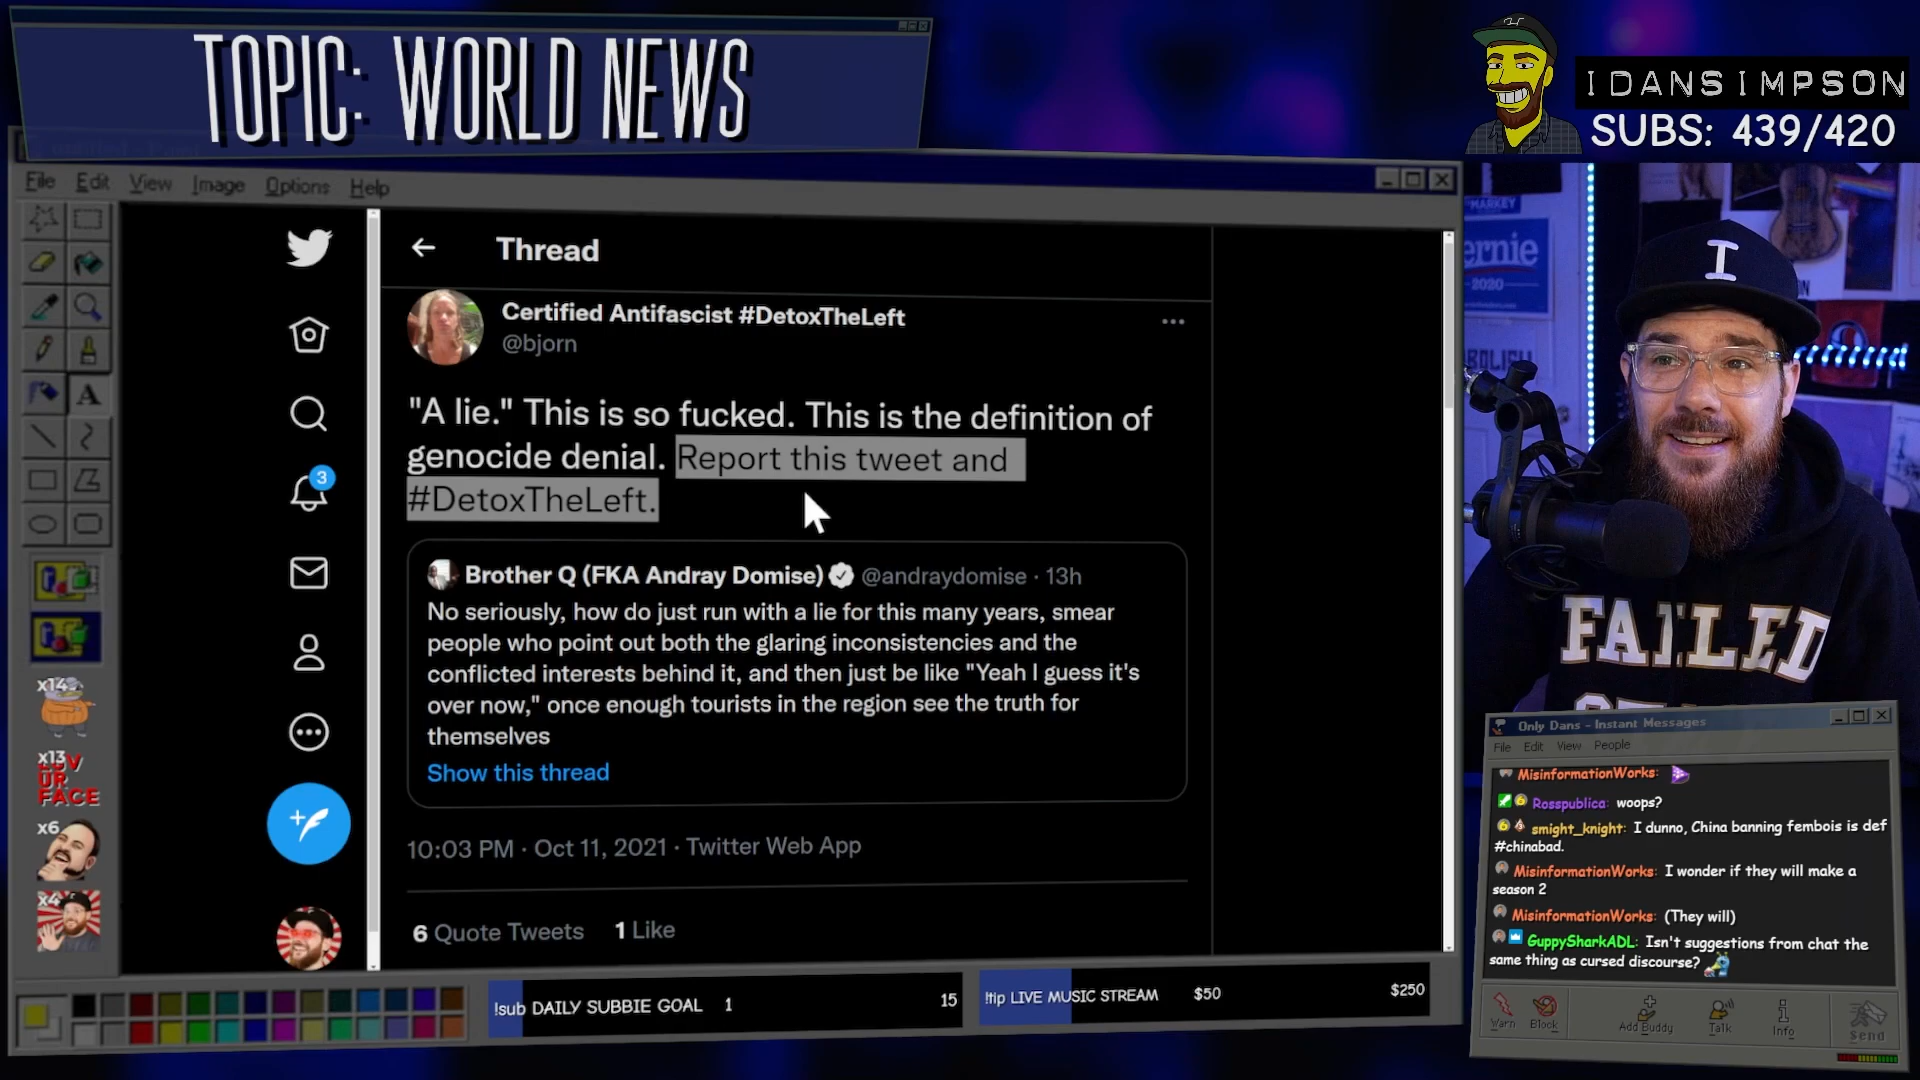 TOPIC: WORLD NEWS
IDANSIMPSON
SUBS: 439/420
File Edit View Image Options Help
Thread
Certified Antifascist #DetoxTheLeft
@bjorn
"A lie." This is so fucked. This is the definition of
genocide denial. Report this tweet and
#DetoxTheLeft.
Brother Q (FKA Andray Domise) @andraydomise · 13h
No seriously, how do just run with a lie for this many years, smear
people who point out both the glaring inconsistencies and the
conflicted interests behind it, and then just be like "Yeah I guess it's
over now," once enough tourists in the region see the truth for
themselves
Show this thread
10:03 PM · Oct 11, 2021 · Twitter Web App
6 Quote Tweets 1 Like
3
A
x14
x13
LUV
UR
FACE
x6
x4
!sub DAILY SUBBIE GOAL 1 15
!tip LIVE MUSIC STREAM $50 $250
MARKEY
ernie
2020
I
FAILED
Only Dans - Instant Messages
File Edit View People
MisinformationWorks:
Rosspublica: woops?
smight_knight: I dunno, China banning fembois is def
#chinabad.
MisinformationWorks: I wonder if they will make a
season 2
MisinformationWorks: (They will)
GuppySharkADL: Isn't suggestions from chat the
same thing as cursed discourse?
Warn Block Add Buddy Talk Info Send